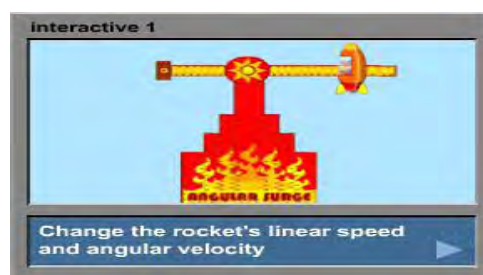 interactive 1
ANGULAR SURGE
Change the rocket's linear speed
and angular velocity